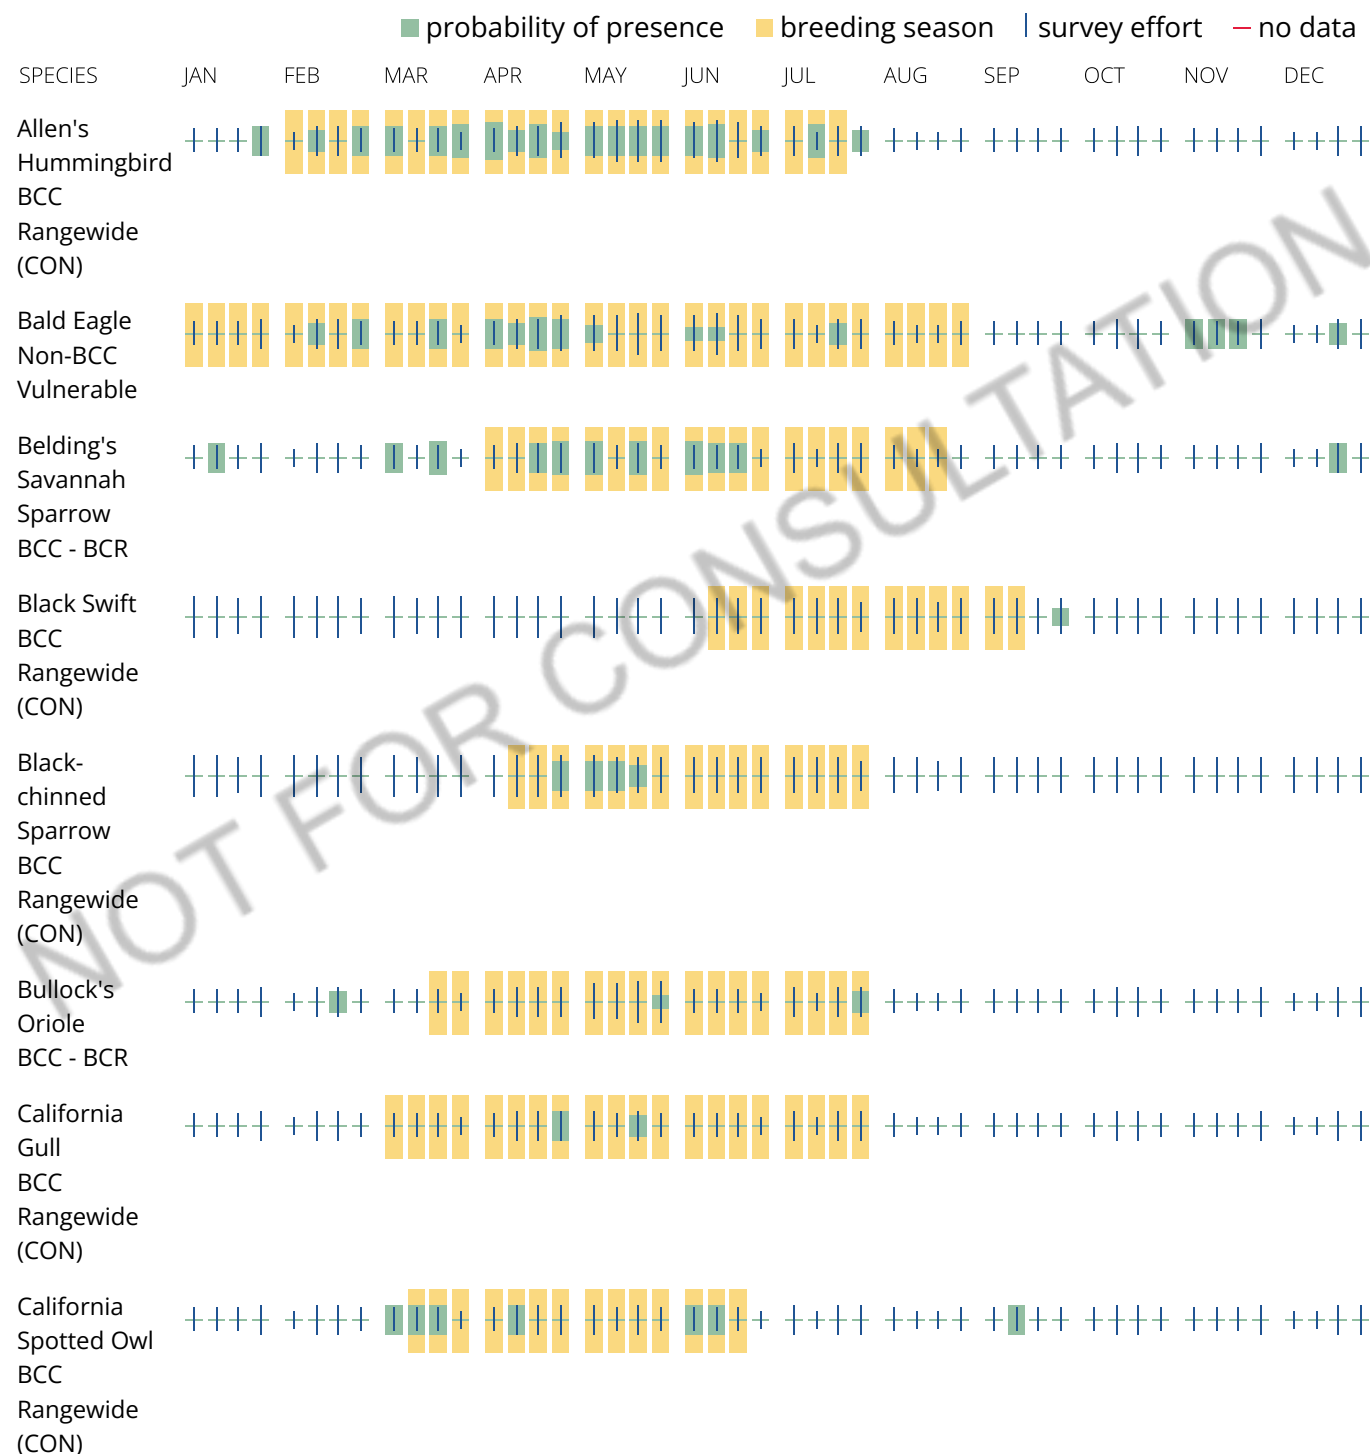 probability of presence breeding season survey effort no data
SPECIES JAN FEB MAR APR MAY JUN JUL AUG SEP OCT NOV DEC
Allen's
Hummingbird
BCC
Rangewide
(CON)
Bald Eagle
Non-BCC
Vulnerable
Belding's
Savannah
Sparrow
BCC - BCR
Black Swift
BCC
Rangewide
(CON)
Black-
chinned
Sparrow
BCC
Rangewide
(CON)
Bullock's
Oriole
BCC - BCR
California
Gull
BCC
Rangewide
(CON)
California
Spotted Owl
BCC
Rangewide
(CON)
NOT FOR CONSULTATION